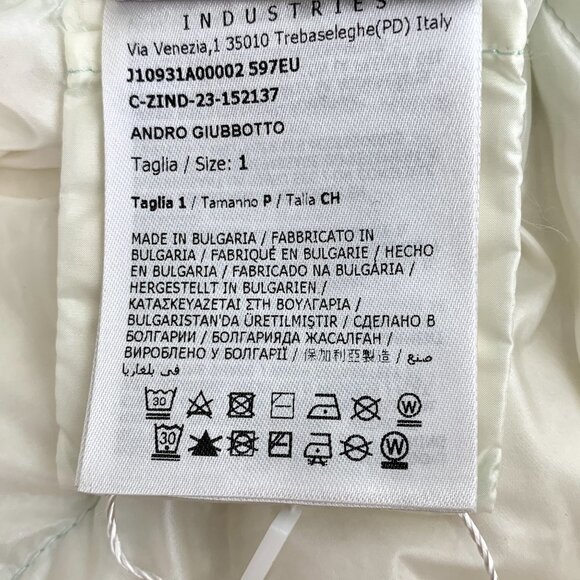 INDUSTRIES
Via Venezia,1 35010 Trebaseleghe(PD) Italy
J10931A00002 597EU
C-ZIND-23-152137
ANDRO GIUBBOTTO
Taglia / Size: 1
Taglia 1 / Tamanho P / Talla CH
MADE IN BULGARIA / FABBRICATO IN
BULGARIA / FABRIQUÉ EN BULGARIE / HECHO
EN BULGARIA / FABRICADO NA BULGÁRIA /
HERGESTELLT IN BULGARIEN /
ΚΑΤΑΣΚΕΥΑΖΕΤΑΙ ΣΤΗ ΒΟΥΛΓΑΡΙΑ /
BULGARISTAN'DA ÜRETILMIŞTIR / СДЕЛАНО В
БОЛГАРИИ / БОЛГАРИЯДА ЖАСАЛҒАН /
ВИРОБЛЕНО У БОЛГАРІЇ / 保加利亞製造 / صنع
في بلغاريا
30 W
30 W